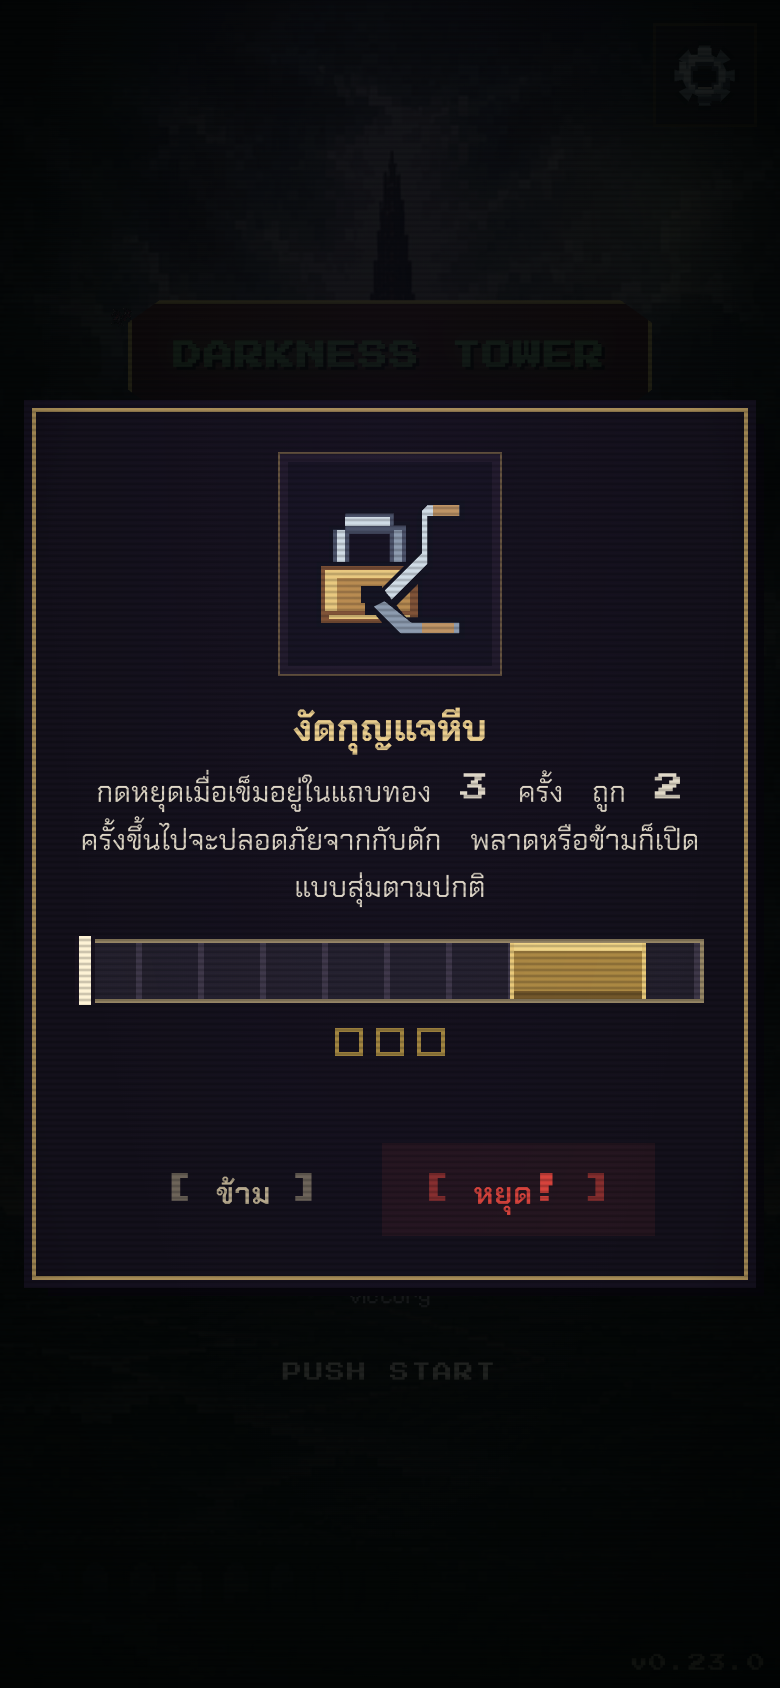 DARKNESS TOWER
งัดกุญแจหีบ
กดหยุดเมื่อเข็มอยู่ในแถบทอง 3 ครั้ง ถูก 2
ครั้งขึ้นไปจะปลอดภัยจากกับดัก พลาดหรือข้ามก็เปิด
แบบสุ่มตามปกติ
[ ข้าม ] [ หยุด! ]
victory
PUSH START
v0.23.0